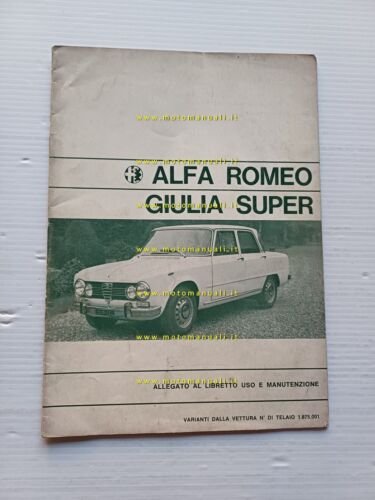 www.motomanuali.it
www.motomanuali.it
ALFA ROMEO
www.motomanuali.it
GIULIA SUPER
www.motomanuali.it
www.motomanuali.it
www.motomanuali.it
www.motomanuali.it
ALLEGATO AL LIBRETTO USO E MANUTENZIONE
VARIANTI DALLA VETTURA N° DI TELAIO 1.875.001